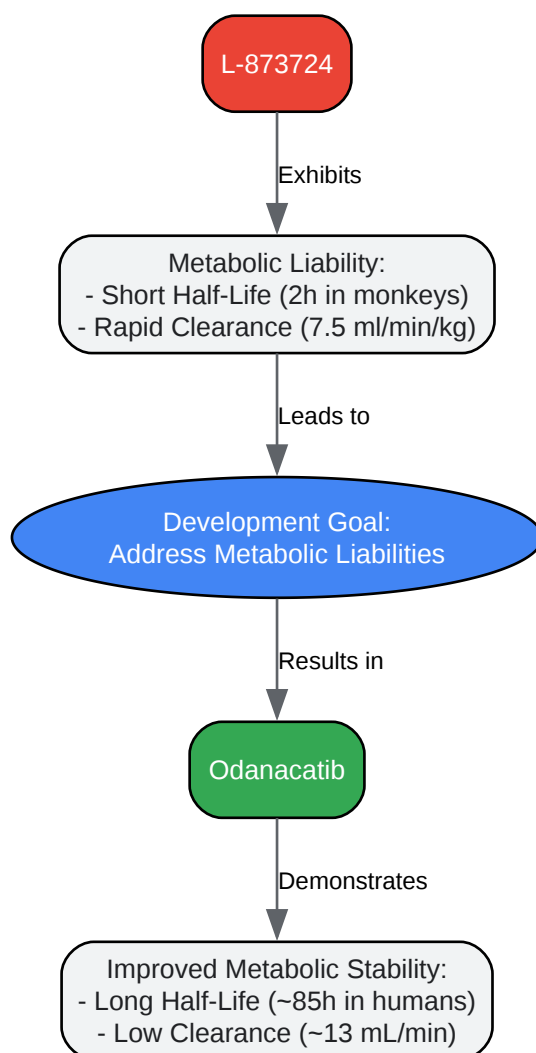 L-873724
Exhibits
Metabolic Liability:
- Short Half-Life (2h in monkeys)
- Rapid Clearance (7.5 ml/min/kg)
Leads to
Development Goal:
Address Metabolic Liabilities
Results in
Odanacatib
Demonstrates
Improved Metabolic Stability:
- Long Half-Life (~85h in humans)
- Low Clearance (~13 mL/min)